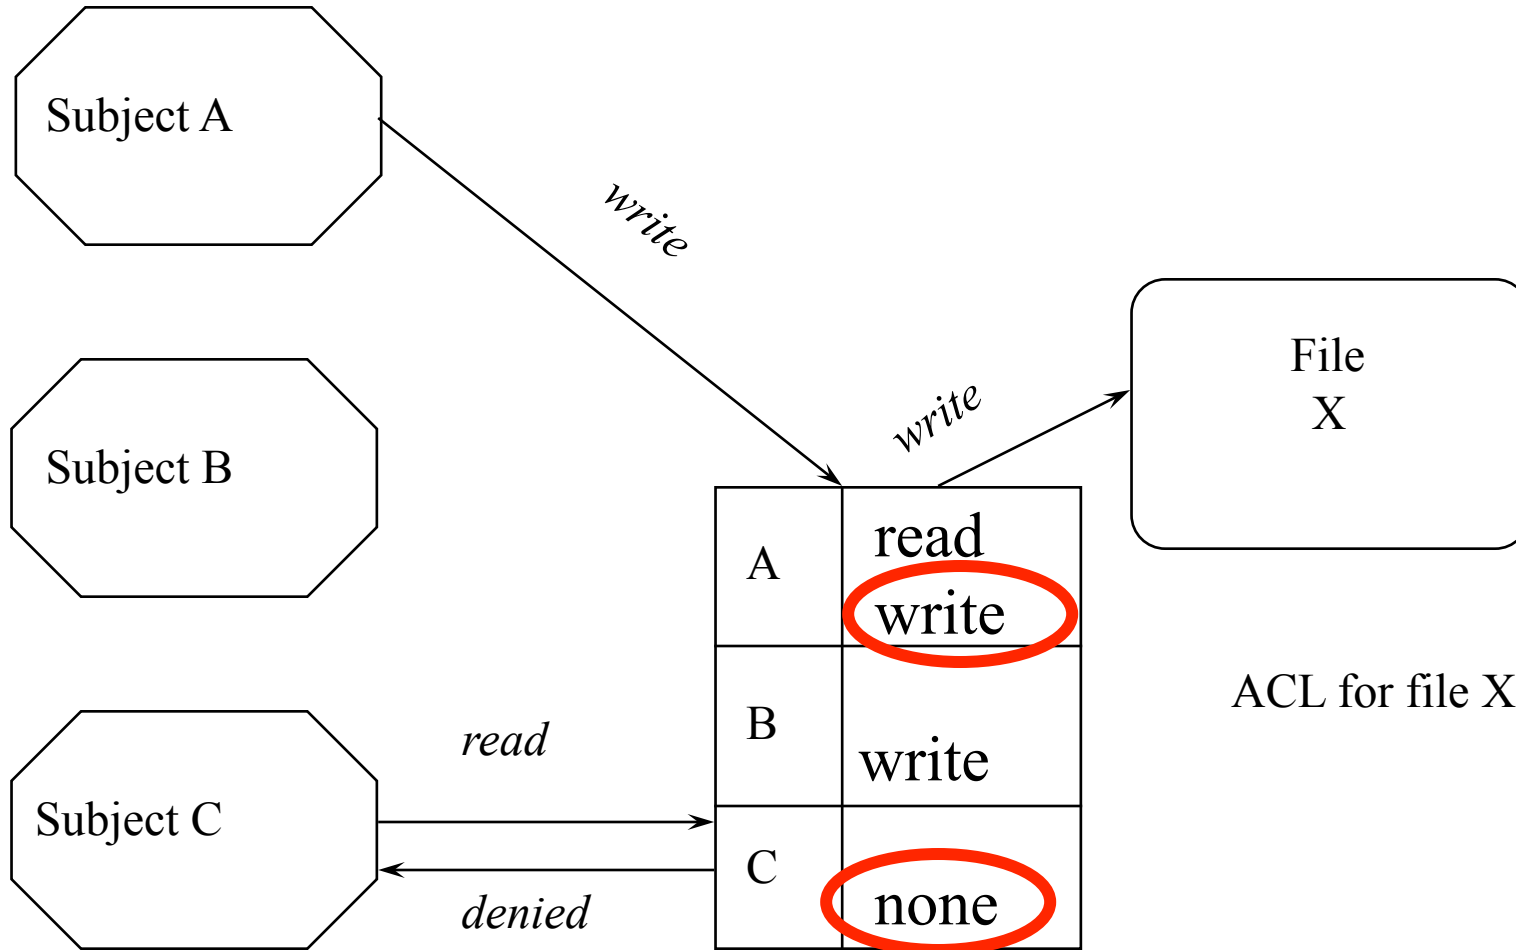 Subject A
write
Subject B
write
File
X
A
read
write
B
write
ACL for file X
Subject C
read
denied
C
none